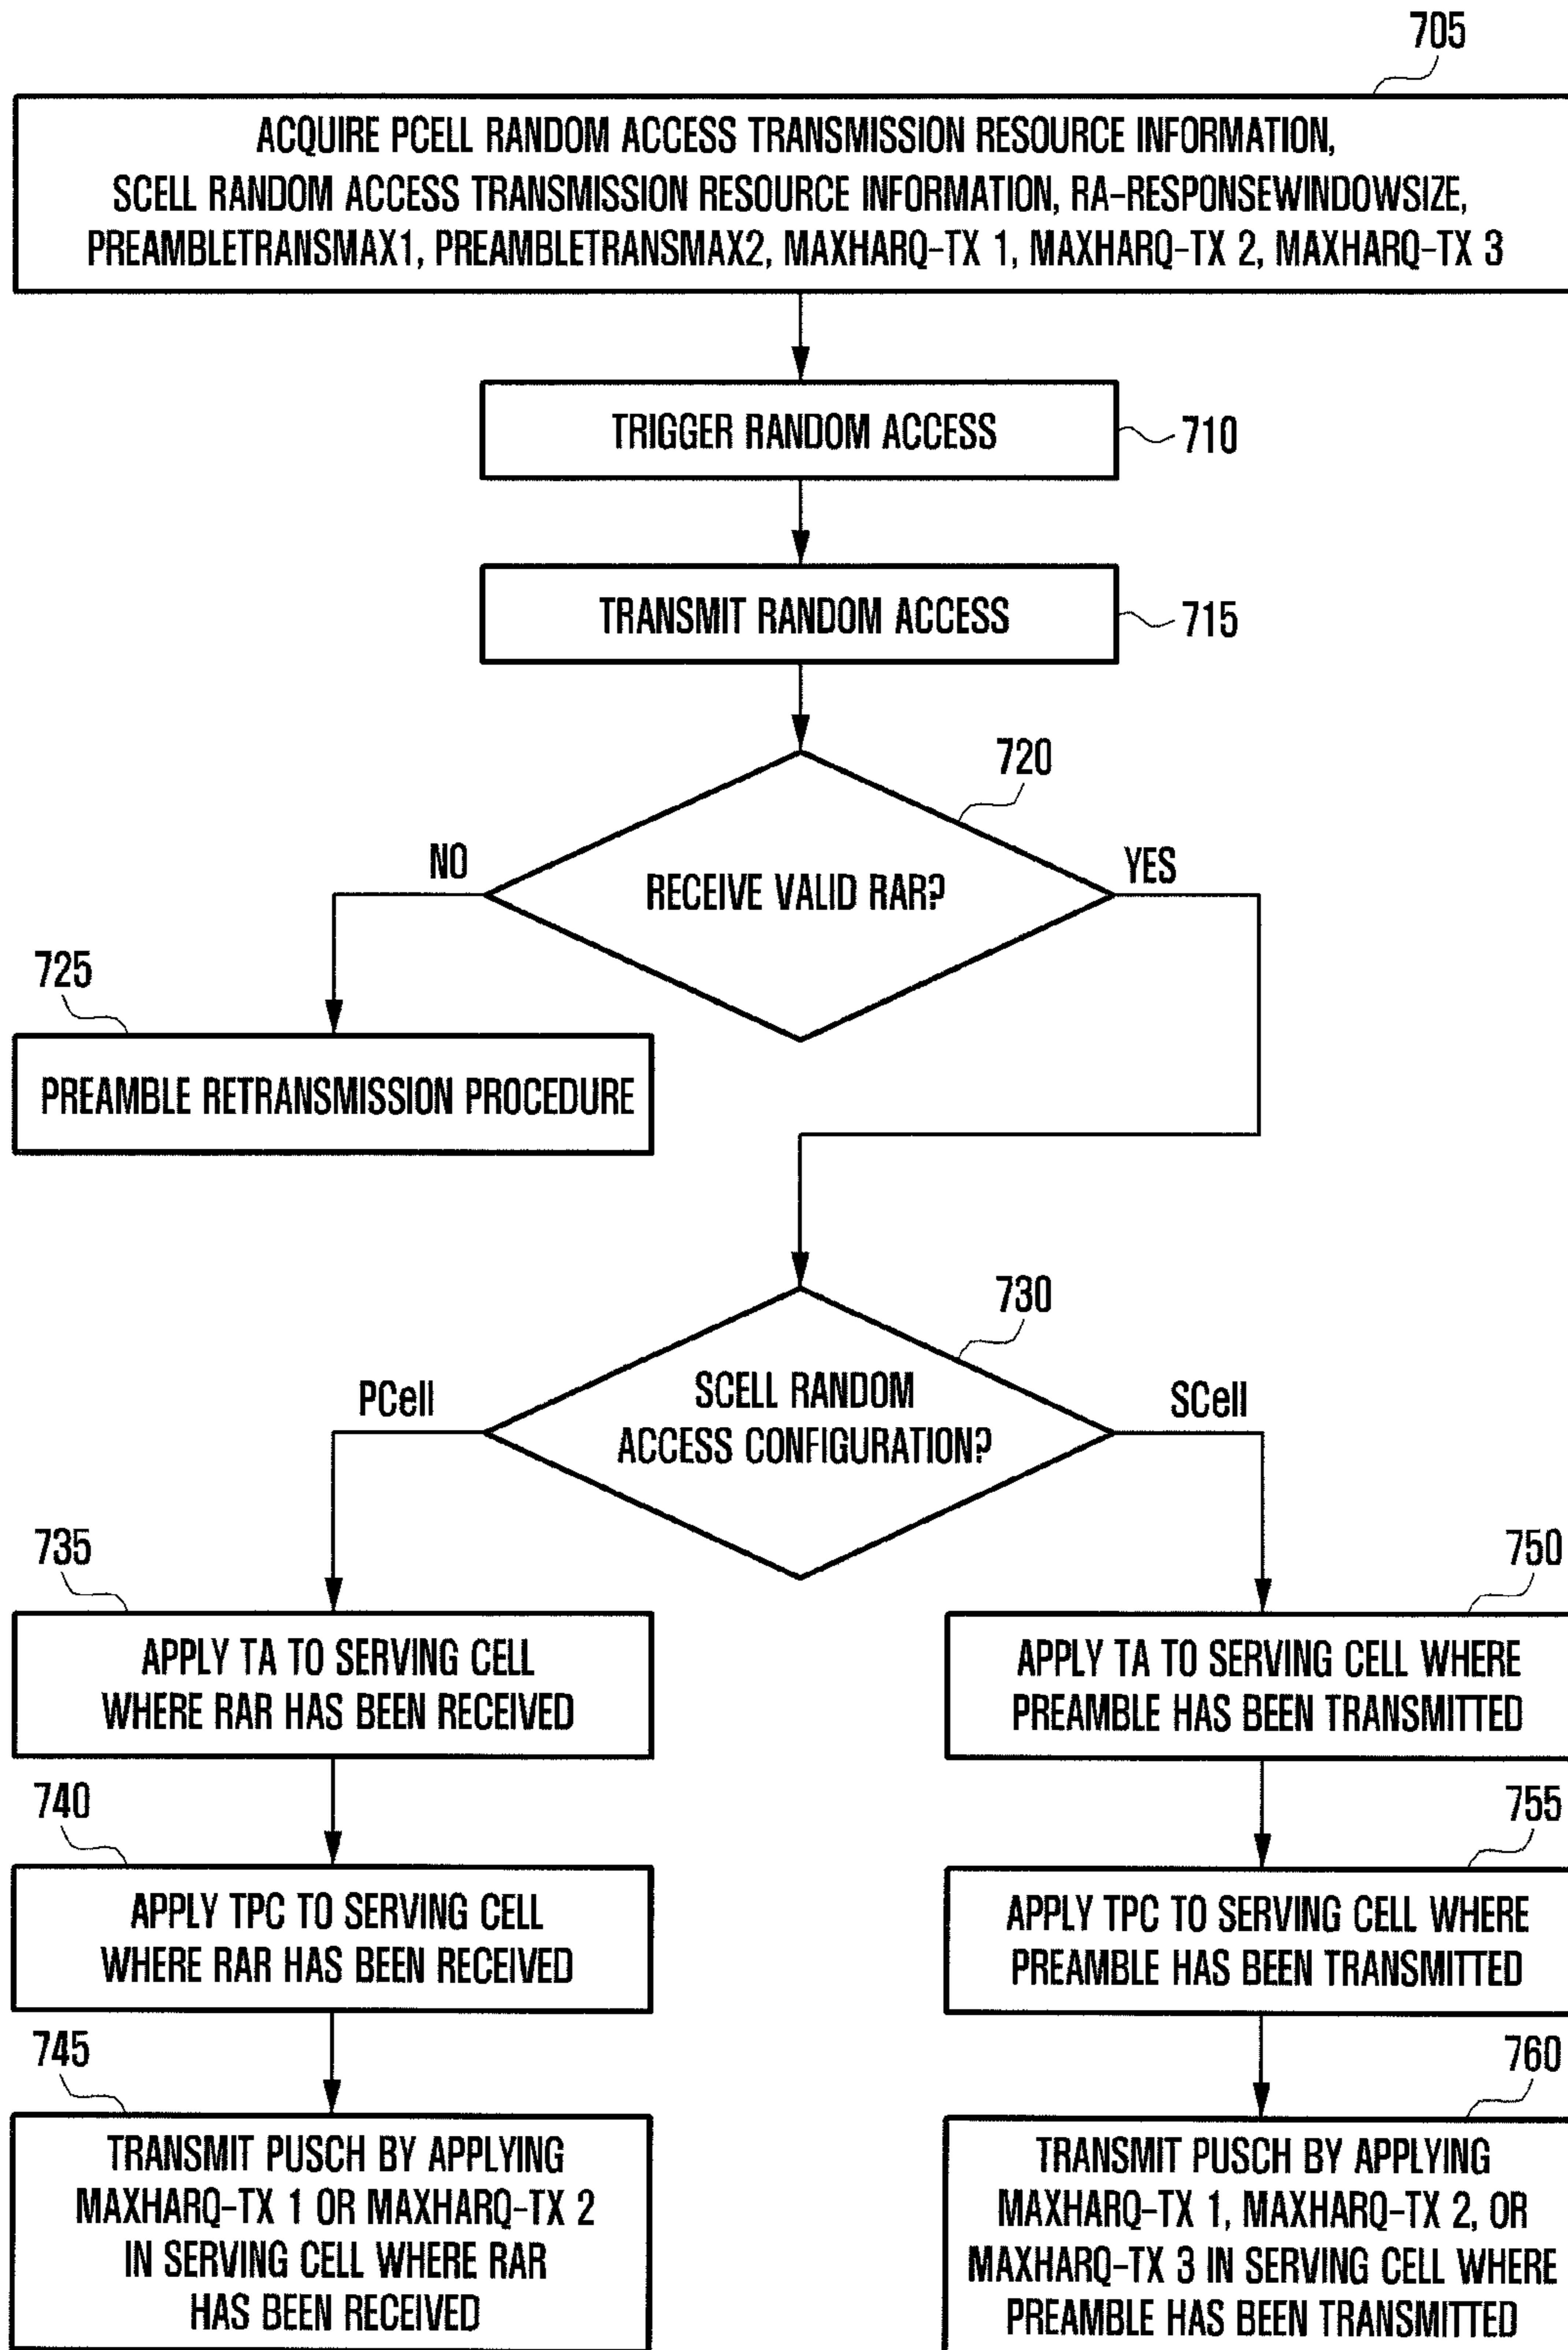 705
ACQUIRE PCELL RANDOM ACCESS TRANSMISSION RESOURCE INFORMATION,
SCELL RANDOM ACCESS TRANSMISSION RESOURCE INFORMATION, RA-RESPONSEWINDOWSIZE,
PREAMBLETRANSMAX1, PREAMBLETRANSMAX2, MAXHARQ-TX 1, MAXHARQ-TX 2, MAXHARQ-TX 3
TRIGGER RANDOM ACCESS
710
TRANSMIT RANDOM ACCESS
715
720
NO
YES
RECEIVE VALID RAR?
725
PREAMBLE RETRANSMISSION PROCEDURE
730
PCell
SCell
SCELL RANDOM
ACCESS CONFIGURATION?
735
APPLY TA TO SERVING CELL
WHERE RAR HAS BEEN RECEIVED
740
APPLY TPC TO SERVING CELL
WHERE RAR HAS BEEN RECEIVED
745
TRANSMIT PUSCH BY APPLYING
MAXHARQ-TX 1 OR MAXHARQ-TX 2
IN SERVING CELL WHERE RAR
HAS BEEN RECEIVED
750
APPLY TA TO SERVING CELL WHERE
PREAMBLE HAS BEEN TRANSMITTED
755
APPLY TPC TO SERVING CELL WHERE
PREAMBLE HAS BEEN TRANSMITTED
760
TRANSMIT PUSCH BY APPLYING
MAXHARQ-TX 1, MAXHARQ-TX 2, OR
MAXHARQ-TX 3 IN SERVING CELL WHERE
PREAMBLE HAS BEEN TRANSMITTED